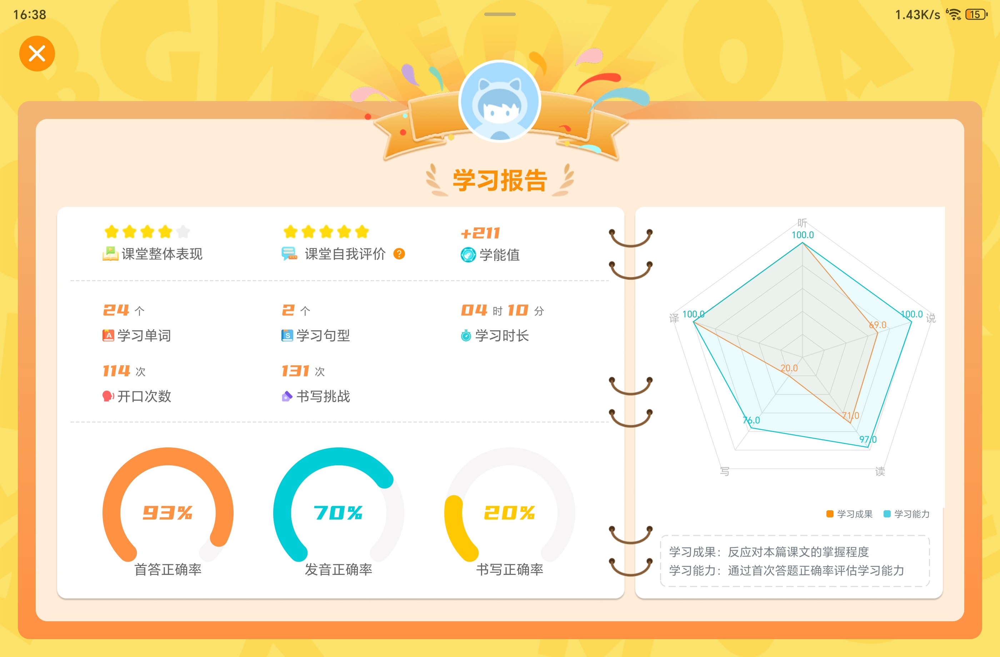 16:38
1.43K/s 6 15
学习报告
课堂整体表现
课堂自我评价 ?
+211
学能值
24 个
学习单词
2 个
学习句型
04 时 10 分
学习时长
114 次
开口次数
131 次
书写挑战
93%
首答正确率
70%
发音正确率
20%
书写正确率
听
100.0
译 100.0
100.0 说
69.0
20.0
71.0
76.0
97.0
写
读
学习成果 学习能力
学习成果：反应对本篇课文的掌握程度
学习能力：通过首次答题正确率评估学习能力